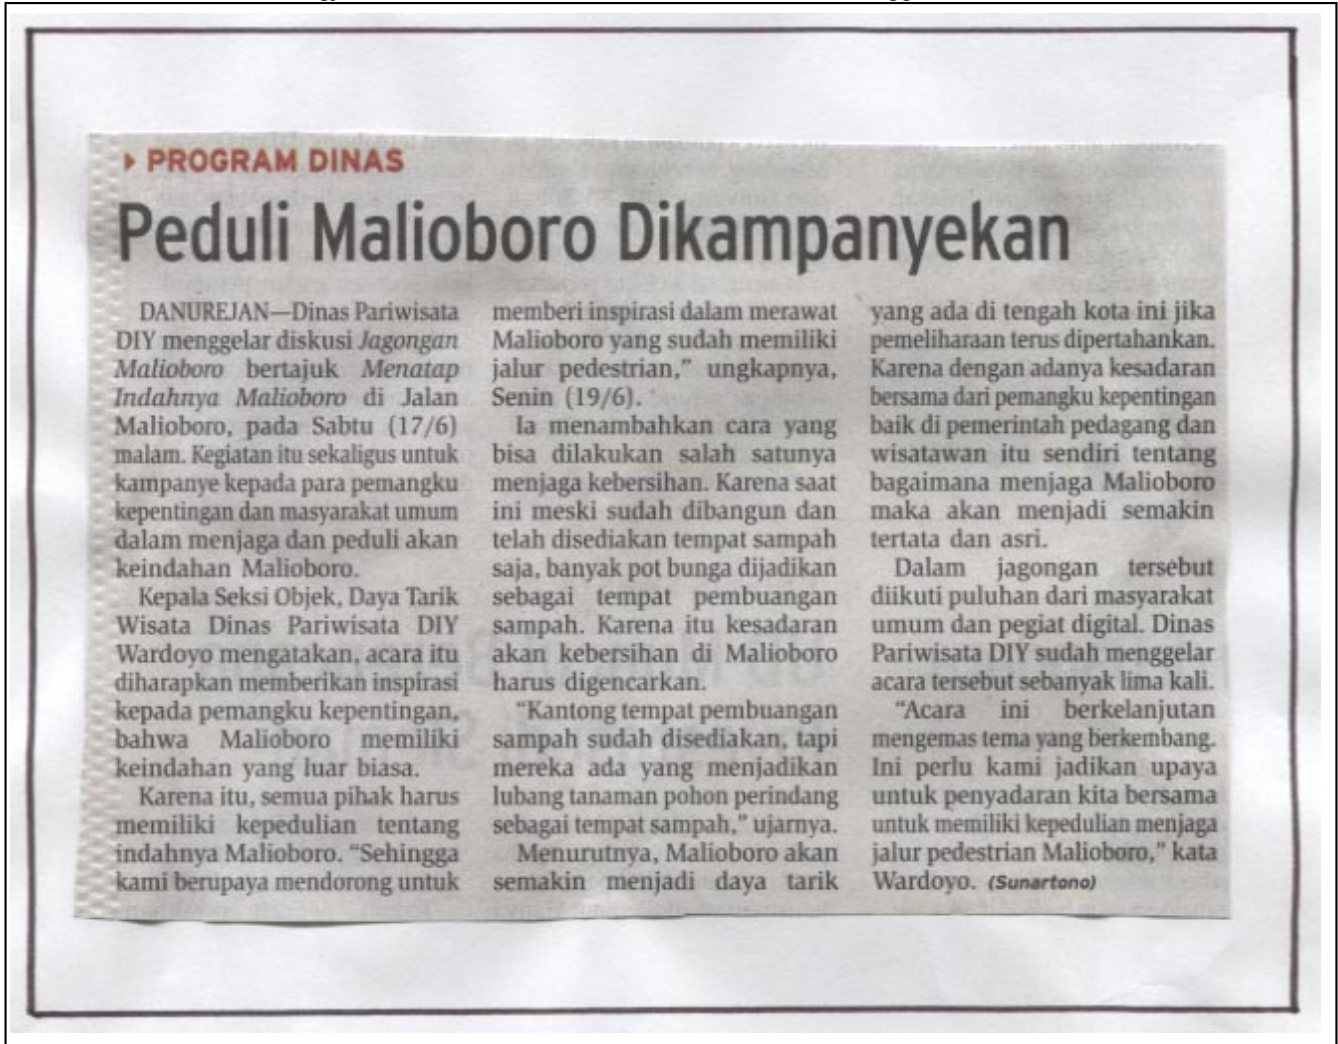 PROGRAM DINAS
Peduli Malioboro Dikampanyekan
DANUREJAN—Dinas Pariwisata
DIY menggelar diskusi Jagongan
Malioboro bertajuk Menatap
Indahnya Malioboro di Jalan
Malioboro, pada Sabtu (17/6)
malam. Kegiatan itu sekaligus untuk
kampanye kepada para pemangku
kepentingan dan masyarakat umum
dalam menjaga dan peduli akan
keindahan Malioboro.
Kepala Seksi Objek, Daya Tarik
Wisata Dinas Pariwisata DIY
Wardoyo mengatakan, acara itu
diharapkan memberikan inspirasi
kepada pemangku kepentingan,
bahwa Malioboro memiliki
keindahan yang luar biasa.
Karena itu, semua pihak harus
memiliki kepedulian tentang
indahnya Malioboro. “Sehingga
kami berupaya mendorong untuk
memberi inspirasi dalam merawat
Malioboro yang sudah memiliki
jalur pedestrian,” ungkapnya,
Senin (19/6).
Ia menambahkan cara yang
bisa dilakukan salah satunya
menjaga kebersihan. Karena saat
ini meski sudah dibangun dan
telah disediakan tempat sampah
saja, banyak pot bunga dijadikan
sebagai tempat pembuangan
sampah. Karena itu kesadaran
akan kebersihan di Malioboro
harus digencarkan.
“Kantong tempat pembuangan
sampah sudah disediakan, tapi
mereka ada yang menjadikan
lubang tanaman pohon perindang
sebagai tempat sampah,” ujarnya.
Menurutnya, Malioboro akan
semakin menjadi daya tarik
yang ada di tengah kota ini jika
pemeliharaan terus dipertahankan.
Karena dengan adanya kesadaran
bersama dari pemangku kepentingan
baik di pemerintah pedagang dan
wisatawan itu sendiri tentang
bagaimana menjaga Malioboro
maka akan menjadi semakin
tertata dan asri.
Dalam jagongan tersebut
diikuti puluhan dari masyarakat
umum dan pegiat digital. Dinas
Pariwisata DIY sudah menggelar
acara tersebut sebanyak lima kali.
“Acara ini berkelanjutan
mengemas tema yang berkembang.
Ini perlu kami jadikan upaya
untuk penyadaran kita bersama
untuk memiliki kepedulian menjaga
jalur pedestrian Malioboro,” kata
Wardoyo. (Sunartono)